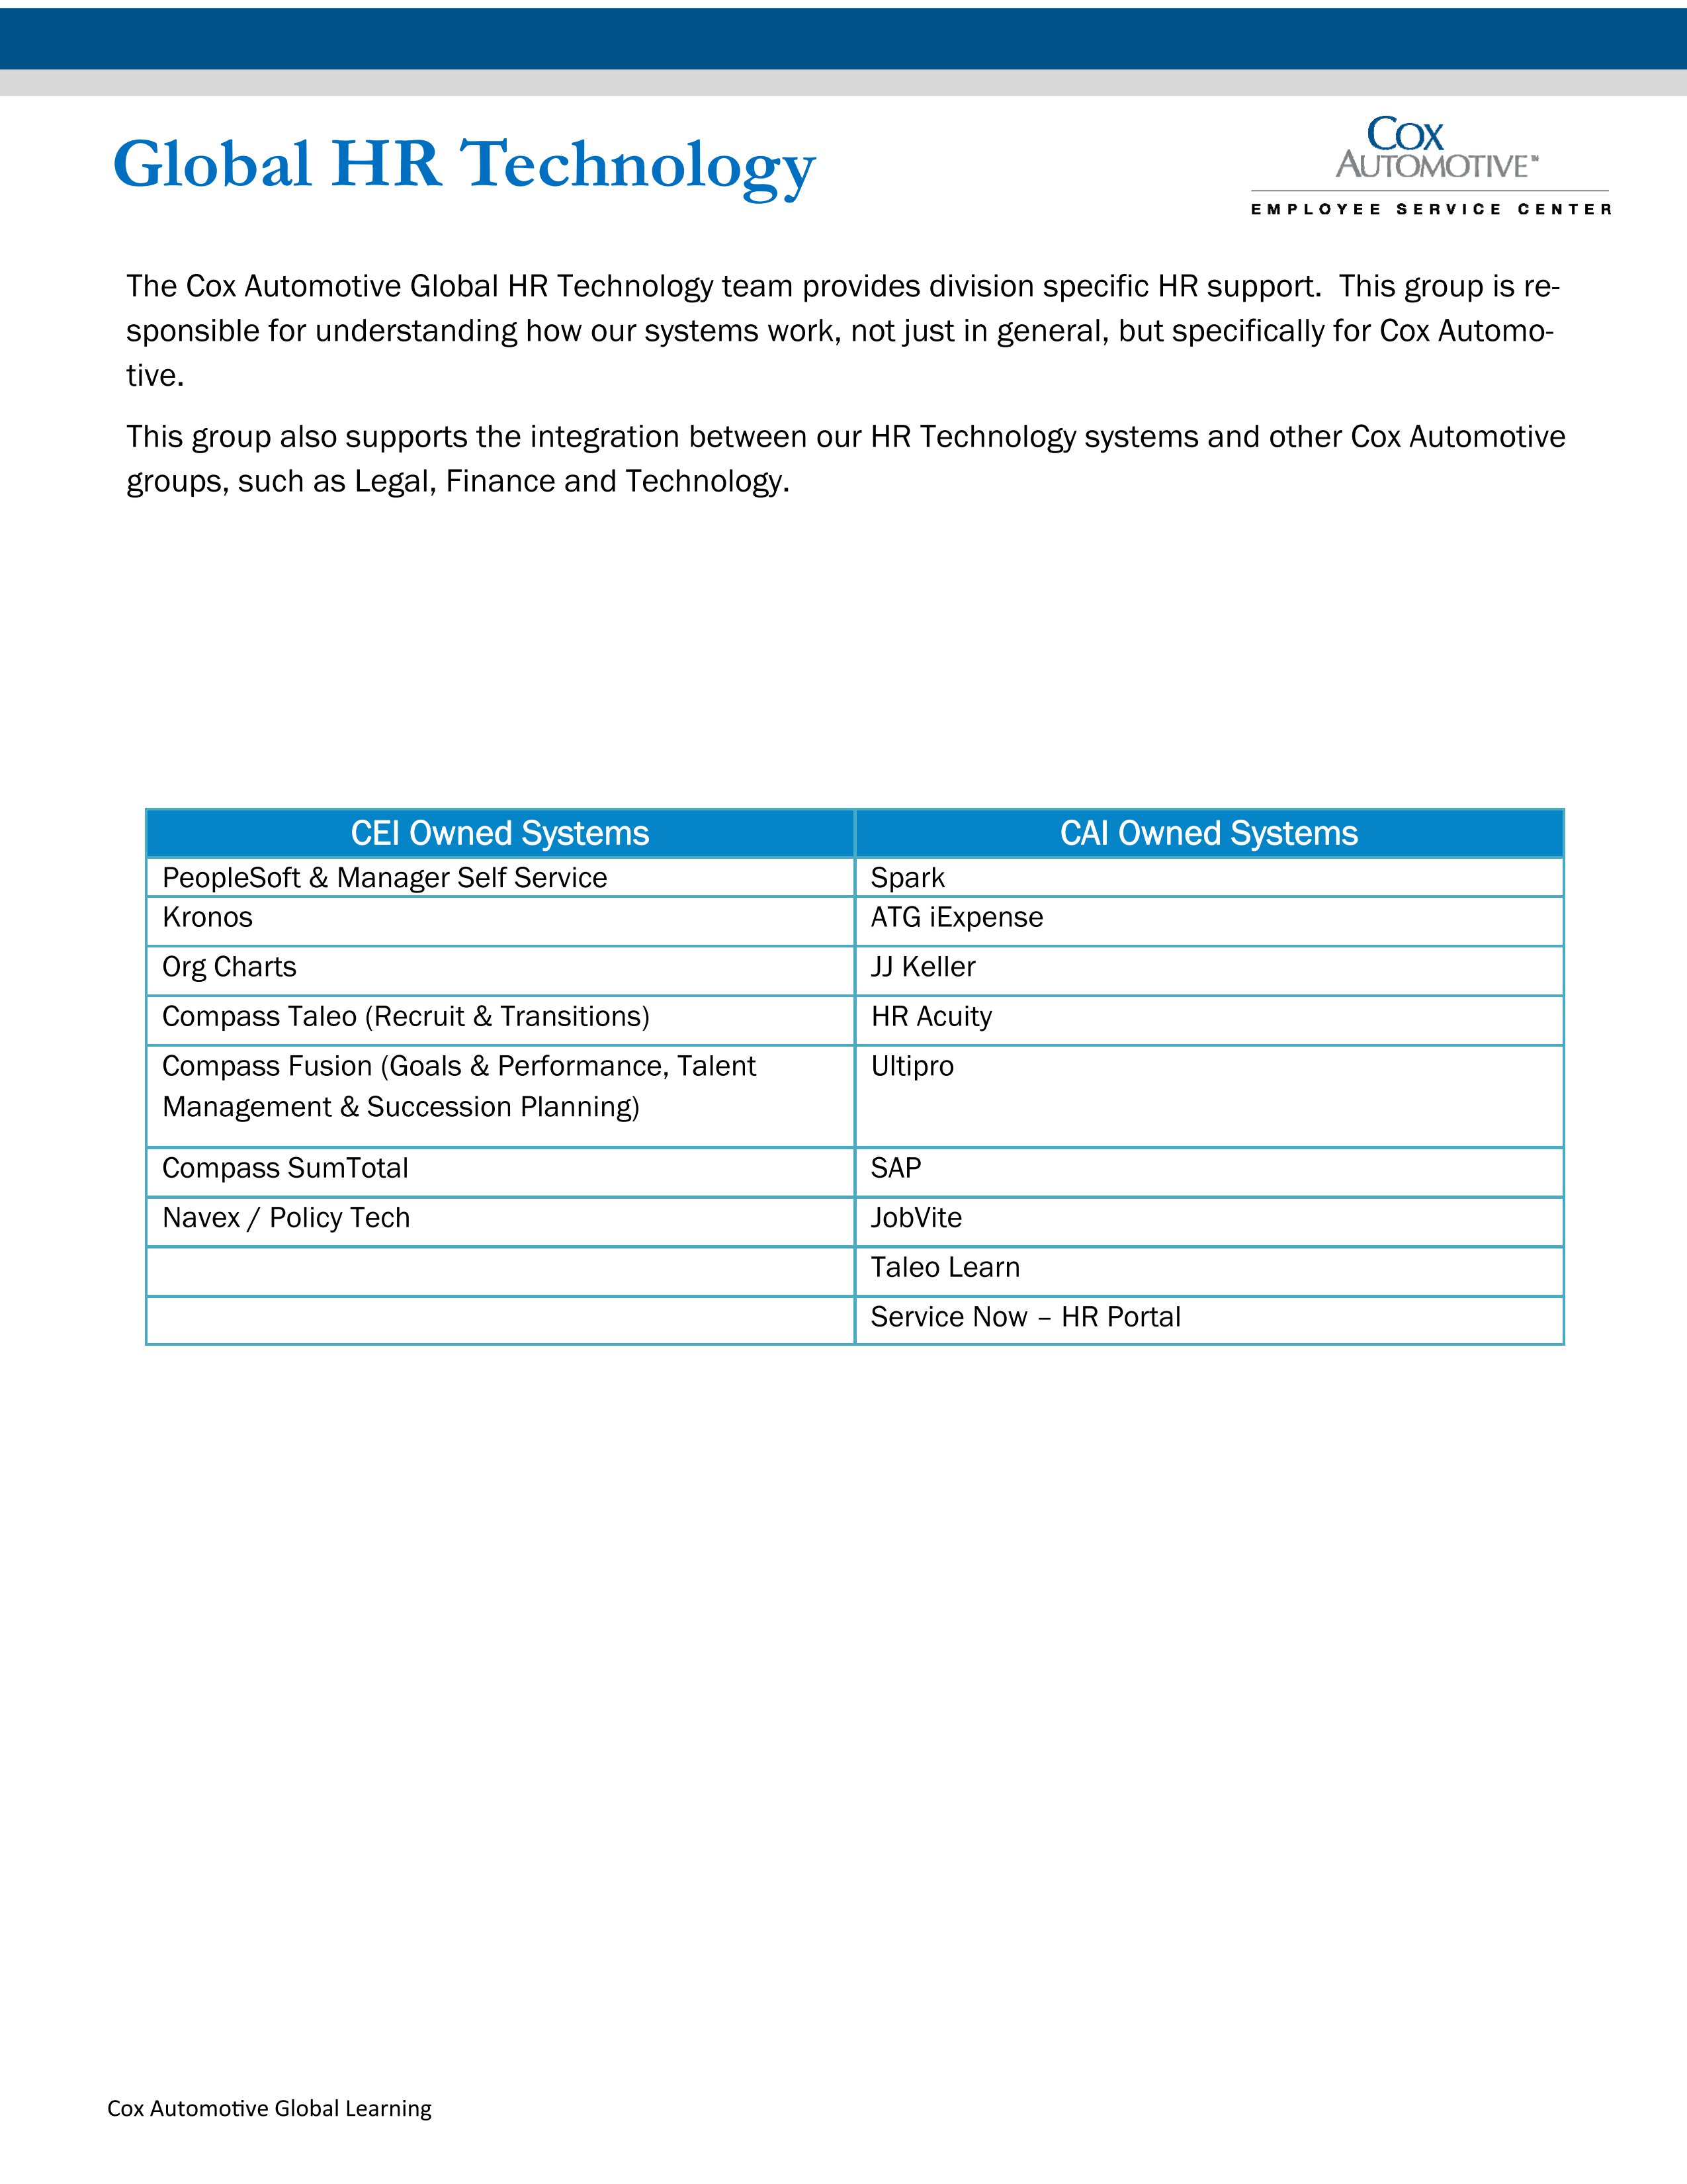 Global HR Technology
COX
AUTOMOTIVE™
EMPLOYEE SERVICE CENTER
The Cox Automotive Global HR Technology team provides division specific HR support.  This group is re-
sponsible for understanding how our systems work, not just in general, but specifically for Cox Automo-
tive.
This group also supports the integration between our HR Technology systems and other Cox Automotive
groups, such as Legal, Finance and Technology.
CEI Owned Systems CAI Owned Systems
PeopleSoft & Manager Self Service Spark
Kronos ATG iExpense
Org Charts JJ Keller
Compass Taleo (Recruit & Transitions) HR Acuity
Compass Fusion (Goals & Performance, Talent Ultipro
Management & Succession Planning)
Compass SumTotal SAP
Navex / Policy Tech JobVite
Taleo Learn
Service Now – HR Portal
Cox Automotive Global Learning